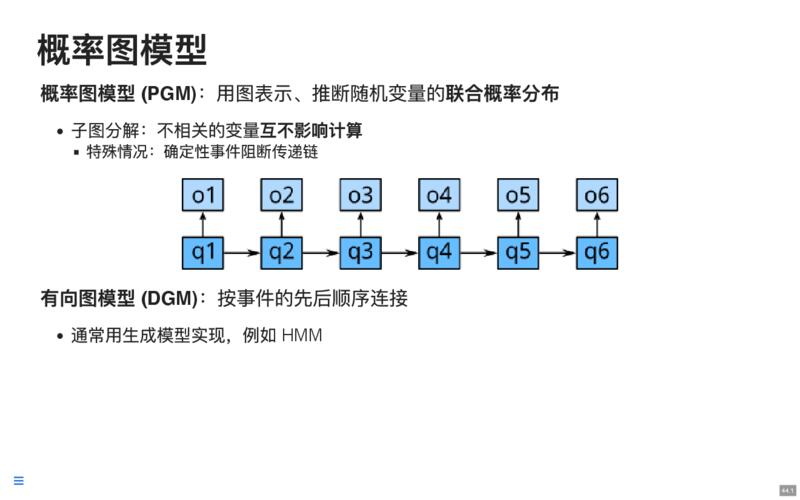 概率图模型
概率图模型 (PGM)：用图表示、推断随机变量的联合概率分布
子图分解：不相关的变量互不影响计算
特殊情况：确定性事件阻断传递链
o1 o2 o3 o4 o5 o6
q1 q2 q3 q4 q5 q6
有向图模型 (DGM)：按事件的先后顺序连接
通常用生成模型实现，例如 HMM
44.1